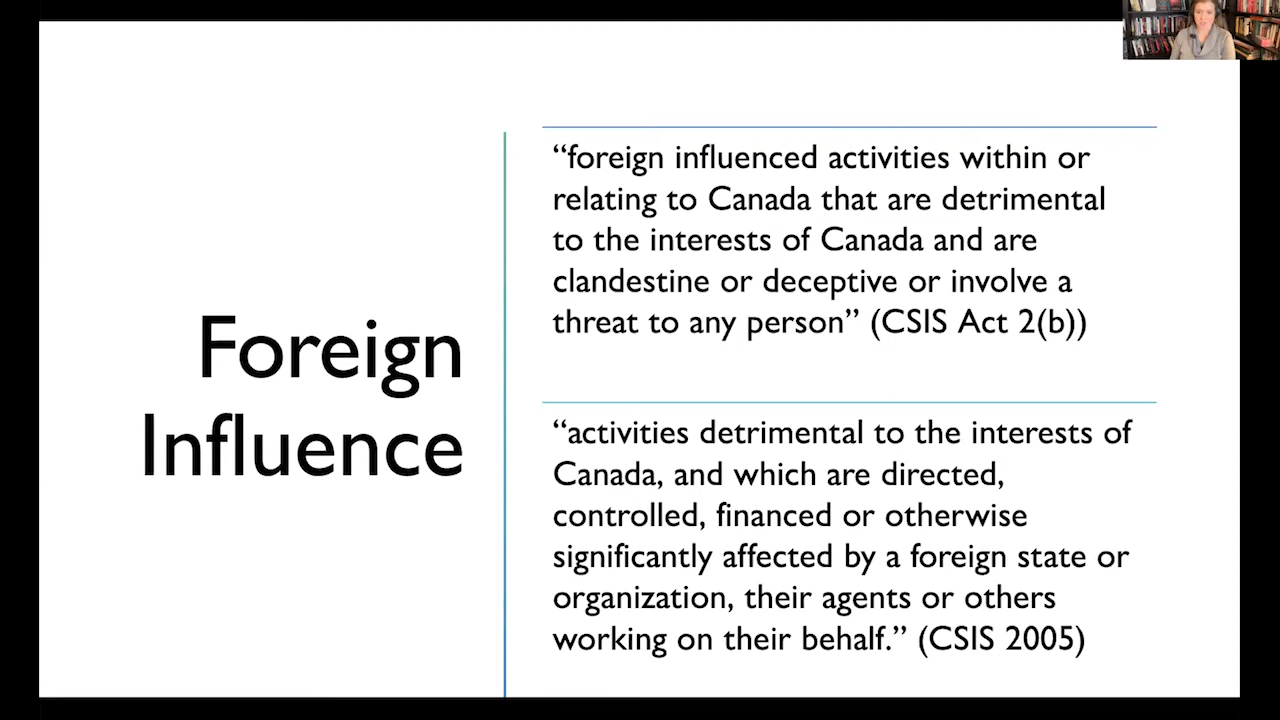 Foreign
Influence
“foreign influenced activities within or
relating to Canada that are detrimental
to the interests of Canada and are
clandestine or deceptive or involve a
threat to any person” (CSIS Act 2(b))
“activities detrimental to the interests of
Canada, and which are directed,
controlled, financed or otherwise
significantly affected by a foreign state or
organization, their agents or others
working on their behalf.” (CSIS 2005)